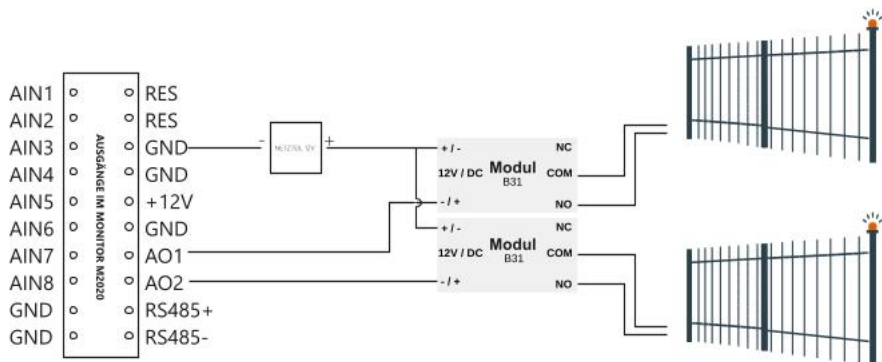 AIN1 RES
AIN2 RES
AIN3 GND
AIN4 GND
AIN5 +12V
AIN6 GND
AIN7 AO1
AIN8 AO2
GND RS485+
GND RS485-
AUSGÄNGE IM MONITOR M2020
- NETZTEIL 12V +
+ / - NC
12V / DC Modul COM
B31
- / + NO
+ / - NC
12V / DC Modul COM
B31
- / + NO